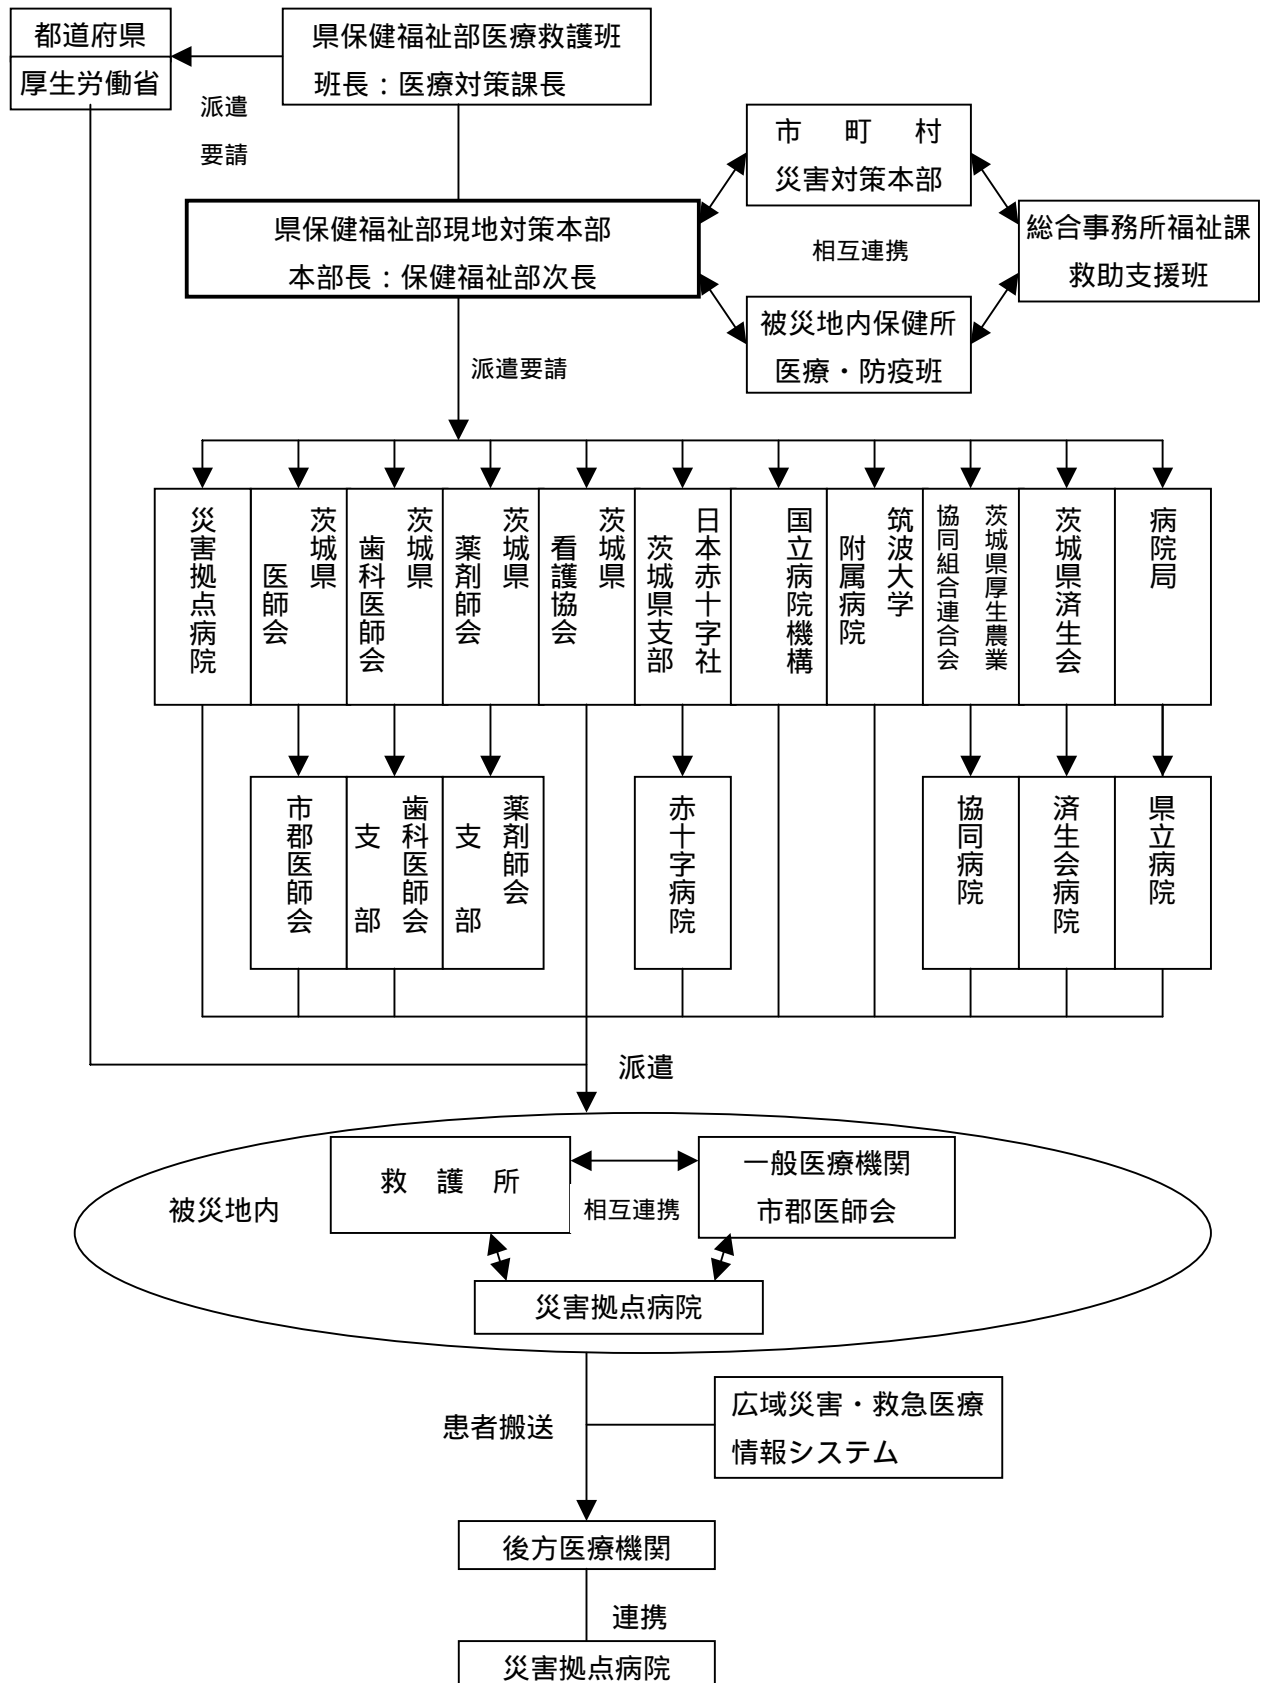 都道府県
厚生労働省
県保健福祉部医療救護班
班長：医療対策課長
派遣
要請
市　町　村
災害対策本部
県保健福祉部現地対策本部
本部長：保健福祉部次長
相互連携
総合事務所福祉課
救助支援班
被災地内保健所
医療・防疫班
派遣要請
災害拠点病院
茨城県
医師会
茨城県
歯科医師会
茨城県
薬剤師会
茨城県
看護協会
日本赤十字社
茨城県支部
国立病院機構
筑波大学
附属病院
茨城県厚生農業
協同組合連合会
茨城県済生会
病院局
市郡医師会
歯科医師会
支部
薬剤師会
支部
赤十字病院
協同病院
済生会病院
県立病院
派遣
被災地内
救　護　所
相互連携
一般医療機関
市郡医師会
災害拠点病院
患者搬送
広域災害・救急医療
情報システム
後方医療機関
連携
災害拠点病院